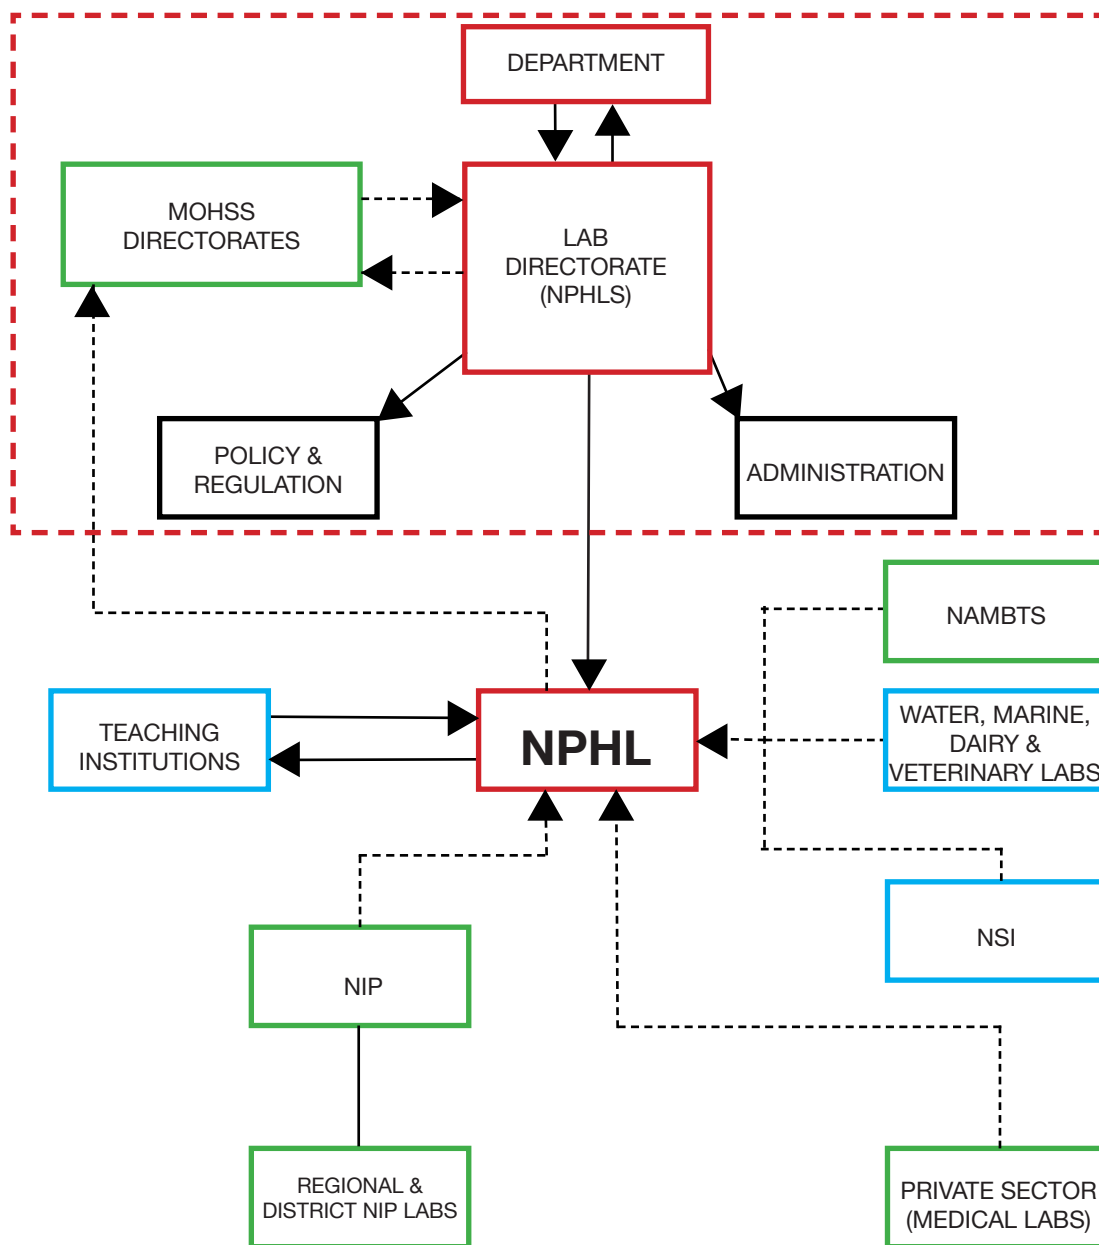 DEPARTMENT
MOHSS
DIRECTORATES
LAB
DIRECTORATE
(NPHLS)
POLICY &
REGULATION
ADMINISTRATION
NAMBTS
TEACHING
INSTITUTIONS
NPHL
WATER, MARINE,
DAIRY &
VETERINARY LABS
NSI
NIP
REGIONAL &
DISTRICT NIP LABS
PRIVATE SECTOR
(MEDICAL LABS)